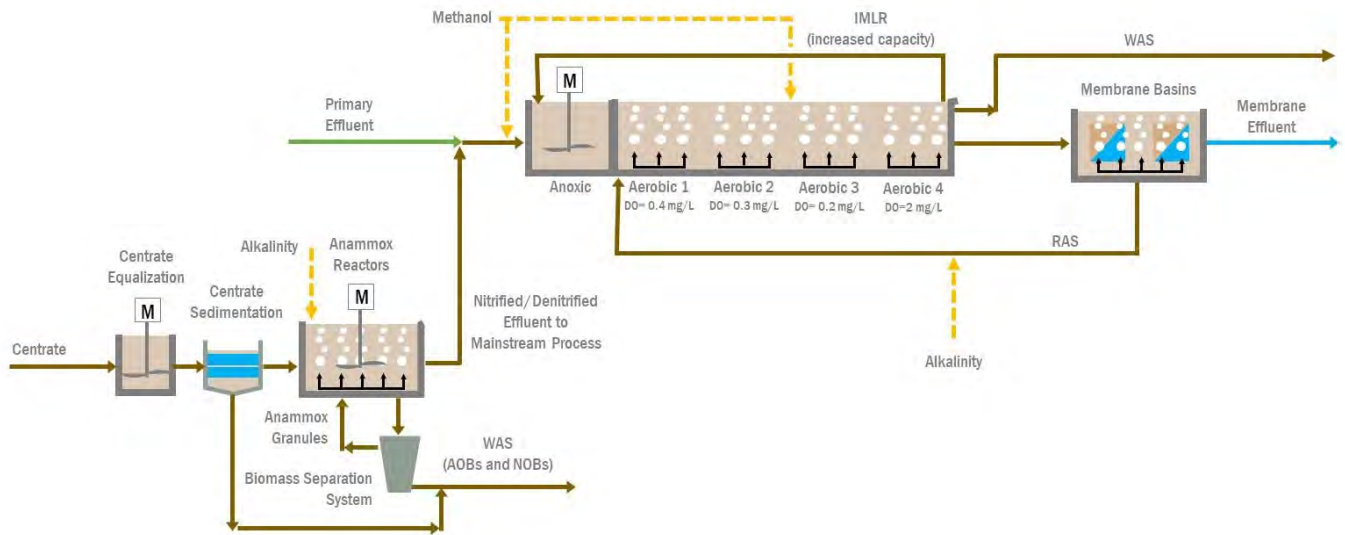 Methanol
IMLR
(increased capacity)
WAS
M
Primary
Effluent
Membrane Basins
Membrane
Effluent
Anoxic
Aerobic 1
DO= 0.4 mg/L
Aerobic 2
DO= 0.3 mg/L
Aerobic 3
DO= 0.2 mg/L
Aerobic 4
DO=2 mg/L
RAS
Alkalinity
Alkalinity
Anammox
Reactors
Centrate
Equalization
Centrate
Sedimentation
M
M
Nitrified/Denitrified
Effluent to
Mainstream Process
Centrate
Anammox
Granules
WAS
(AOBs and NOBs)
Biomass Separation
System